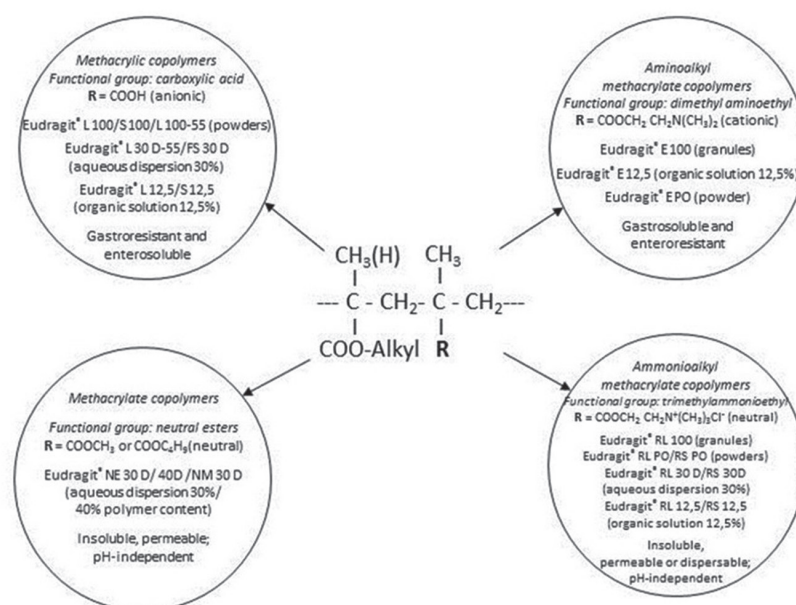 Methacrylic copolymers
Functional group: carboxylic acid
R = COOH (anionic)
Eudragit® L 100/S100/L 100-55 (powders)
Eudragit® L30 D-55/FS 30 D
(aqueous dispersion 30%)
Eudragit® L 12,5/S12,5
(organic solution 12,5%)
Gastroresistant and
enterosoluble
Aminoalkyl
methacrylate copolymers
Functional group: dimethyl aminoethyl
R = COOCH₂ CH₂N(CH₃)₂ (cationic)
Eudragit® E100 (granules)
Eudragit® E12,5 (organic solution 12,5%)
Eudragit® EPO (powder)
Gastrosoluble and
enteroresistant
CH₃(H) CH₃
--- C - CH₂- C - CH₂---
COO-Alkyl R
Methacrylate copolymers
Functional group: neutral esters
R = COOCH₃ or COOC₄H₉(neutral)
Eudragit® NE 30 D/ 40D /NM 30 D
(aqueous dispersion 30%/
40% polymer content)
Insoluble, permeable;
pH-independent
Ammonioalkyl
methacrylate copolymers
Functional group: trimethylammonioethyl
R = COOCH₂ CH₂N⁺(CH₃)₃Cl⁻ (neutral)
Eudragit® RL 100 (granules)
Eudragit® RL PO/RS PO (powders)
Eudragit® RL 30 D/RS 30D
(aqueous dispersion 30%)
Eudragit® RL 12,5/RS 12,5
(organic solution 12,5%)
Insoluble,
permeable or dispersable;
pH-independent